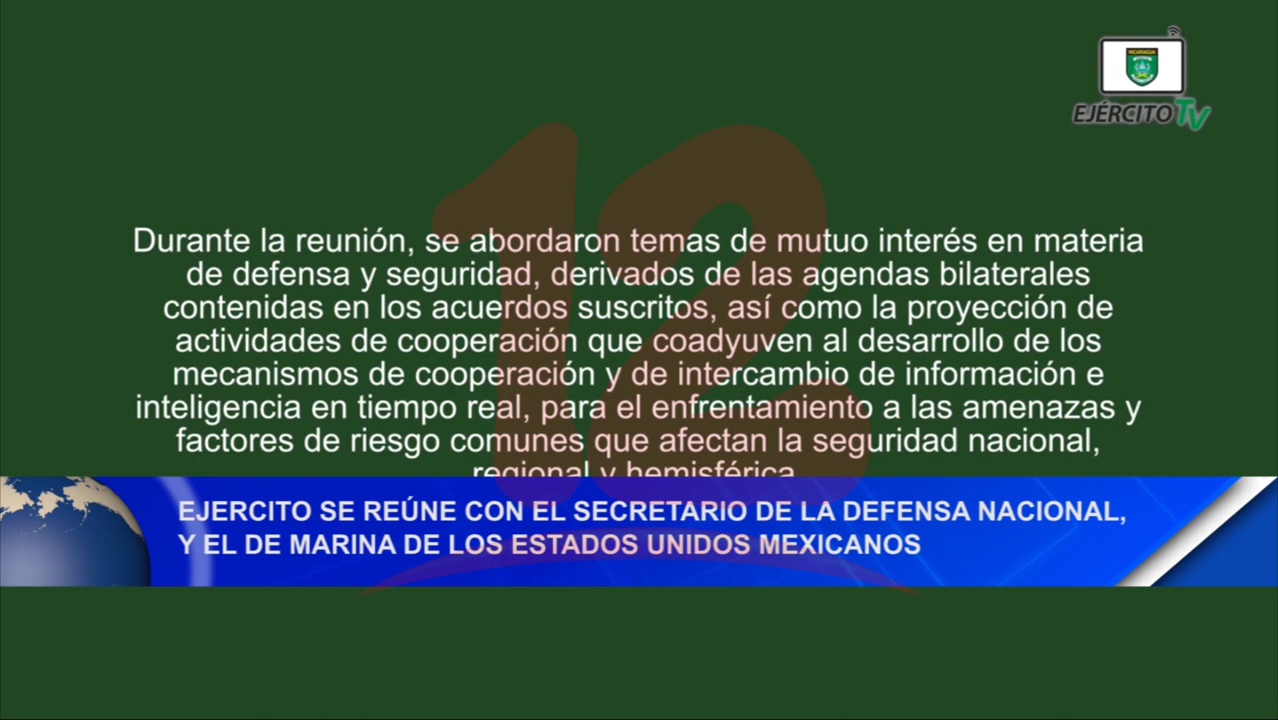 NICARAGUA
EJÉRCITO TV
12
Durante la reunión, se abordaron temas de mutuo interés en materia
de defensa y seguridad, derivados de las agendas bilaterales
contenidas en los acuerdos suscritos, así como la proyección de
actividades de cooperación que coadyuven al desarrollo de los
mecanismos de cooperación y de intercambio de información e
inteligencia en tiempo real, para el enfrentamiento a las amenazas y
factores de riesgo comunes que afectan la seguridad nacional,
regional y hemisférica
EJERCITO SE REÚNE CON EL SECRETARIO DE LA DEFENSA NACIONAL,
Y EL DE MARINA DE LOS ESTADOS UNIDOS MEXICANOS